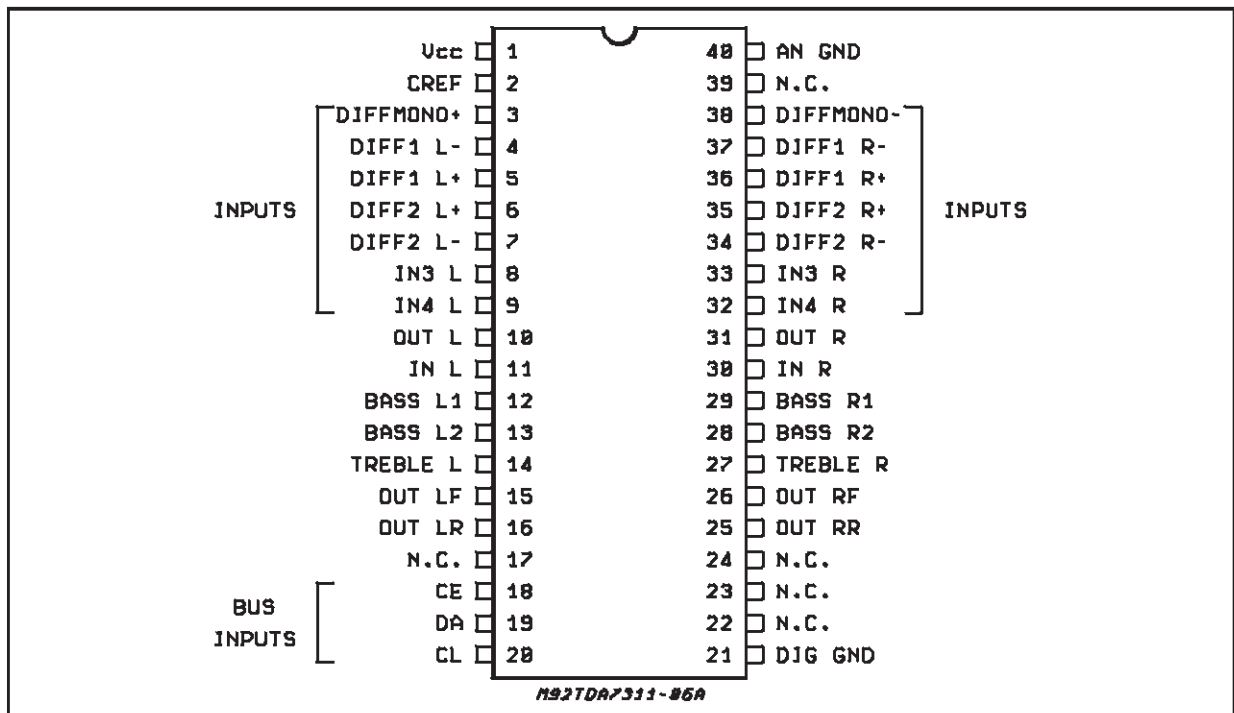 Vcc 1 40 AN GND
CREF 2 39 N.C.
DIFFMONO+ 3 38 DIFFMONO-
DIFF1 L- 4 37 DIFF1 R-
DIFF1 L+ 5 36 DIFF1 R+
INPUTS DIFF2 L+ 6 35 DIFF2 R+ INPUTS
DIFF2 L- 7 34 DIFF2 R-
IN3 L 8 33 IN3 R
IN4 L 9 32 IN4 R
OUT L 10 31 OUT R
IN L 11 30 IN R
BASS L1 12 29 BASS R1
BASS L2 13 28 BASS R2
TREBLE L 14 27 TREBLE R
OUT LF 15 26 OUT RF
OUT LR 16 25 OUT RR
N.C. 17 24 N.C.
CE 18 23 N.C.
BUS
INPUTS
DA 19 22 N.C.
CL 20 21 DIG GND
M92TDA7311-06A